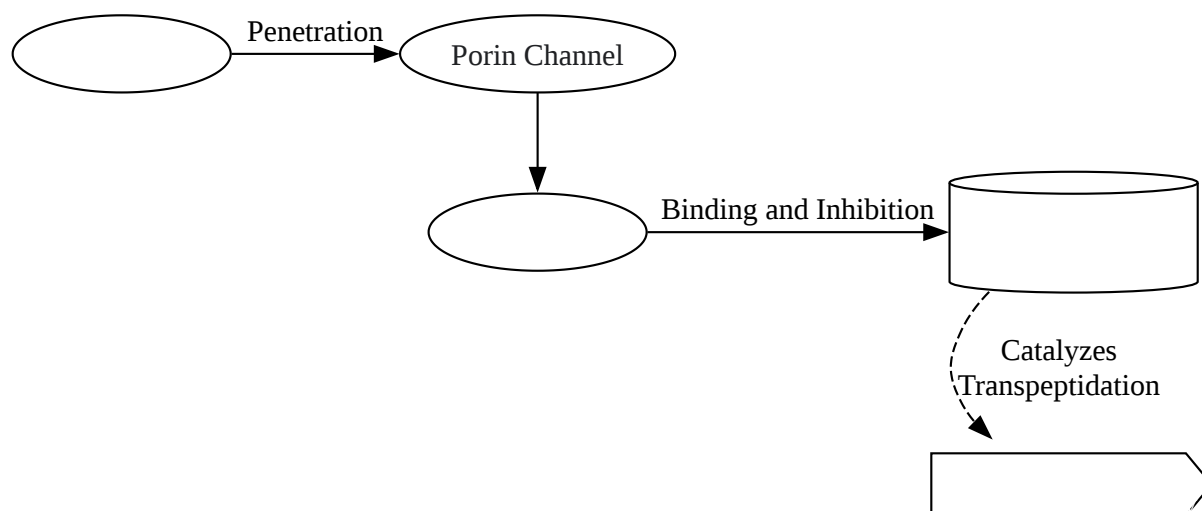 Penetration
Porin Channel
Binding and Inhibition
Catalyzes
Transpeptidation